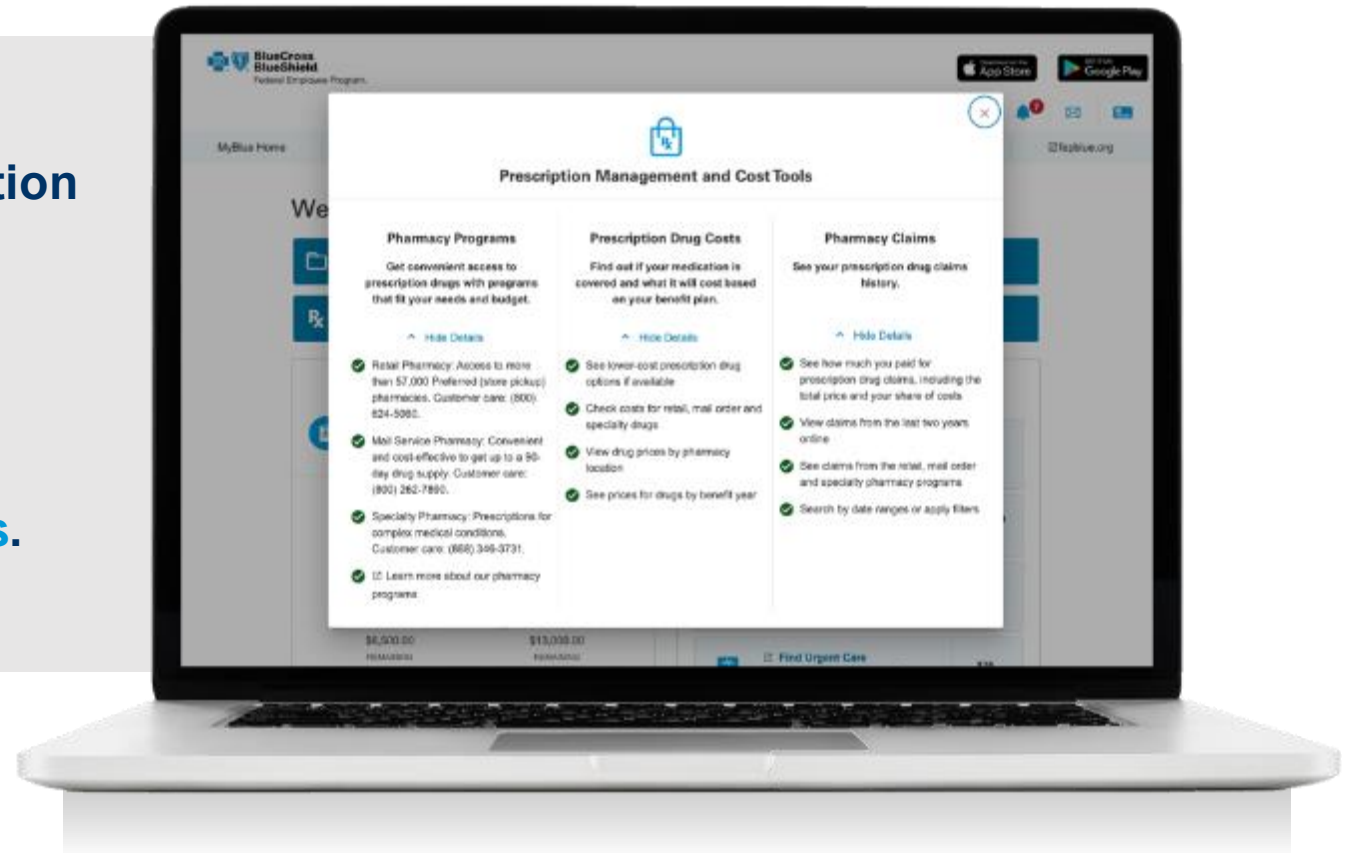 tion
s.
BlueCross
BlueShield
Federal Employee Program.
Download on the
App Store
GET IT ON
Google Play
MyBlue Home
fepblue.org
We
Prescription Management and Cost Tools
Pharmacy Programs
Get convenient access to
prescription drugs with programs
that fit your needs and budget.
Hide Details
Retail Pharmacy: Access to more
than 57,000 Preferred (store pickup)
pharmacies. Customer care: (800)
624-5060.
Mail Service Pharmacy: Convenient
and cost-effective to get up to a 90-
day drug supply. Customer care:
(800) 262-7890.
Specialty Pharmacy: Prescriptions for
complex medical conditions.
Customer care: (888) 346-3731.
Learn more about our pharmacy
programs
Prescription Drug Costs
Find out if your medication is
covered and what it will cost based
on your benefit plan.
Hide Details
See lower-cost prescription drug
options if available
Check costs for retail, mail order and
specialty drugs
View drug prices by pharmacy
location
See prices for drugs by benefit year
Pharmacy Claims
See your prescription drug claims
history.
Hide Details
See how much you paid for
prescription drug claims, including the
total price and your share of costs
View claims from the last two years
online
See claims from the retail, mail order
and specialty pharmacy programs
Search by date ranges or apply filters
$6,500.00
$13,000.00
REMAINING
REMAINING
Find Urgent Care